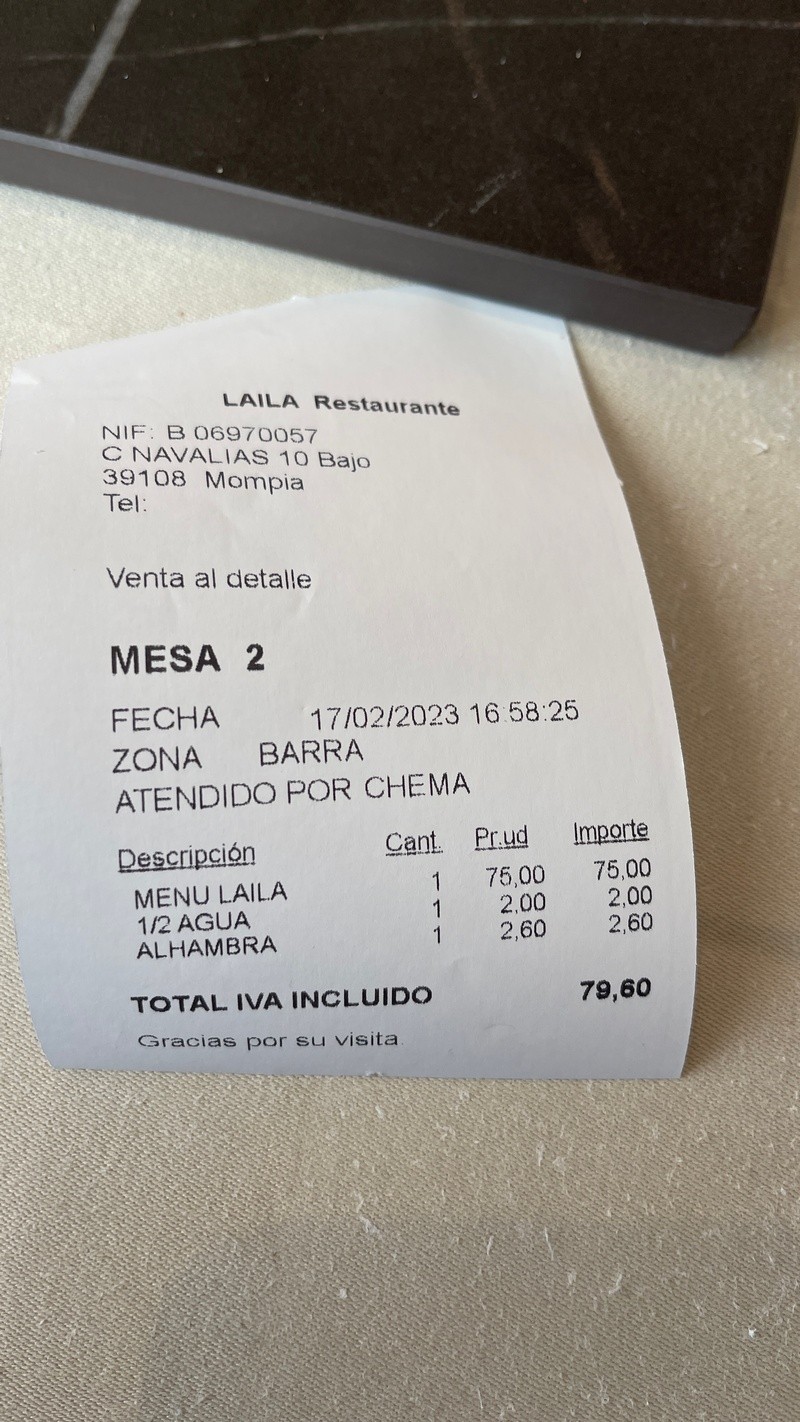 LAILA Restaurante
NIF: B 06970057
C NAVALIAS 10 Bajo
39108 Mompia
Tel:
Venta al detalle
MESA 2
FECHA 17/02/2023 16:58:25
ZONA BARRA
ATENDIDO POR CHEMA
Descripción Cant. Pr.ud Importe
MENU LAILA 1 75,00 75,00
1/2 AGUA 1 2,00 2,00
ALHAMBRA 1 2,60 2,60
TOTAL IVA INCLUIDO 79,60
Gracias por su visita.